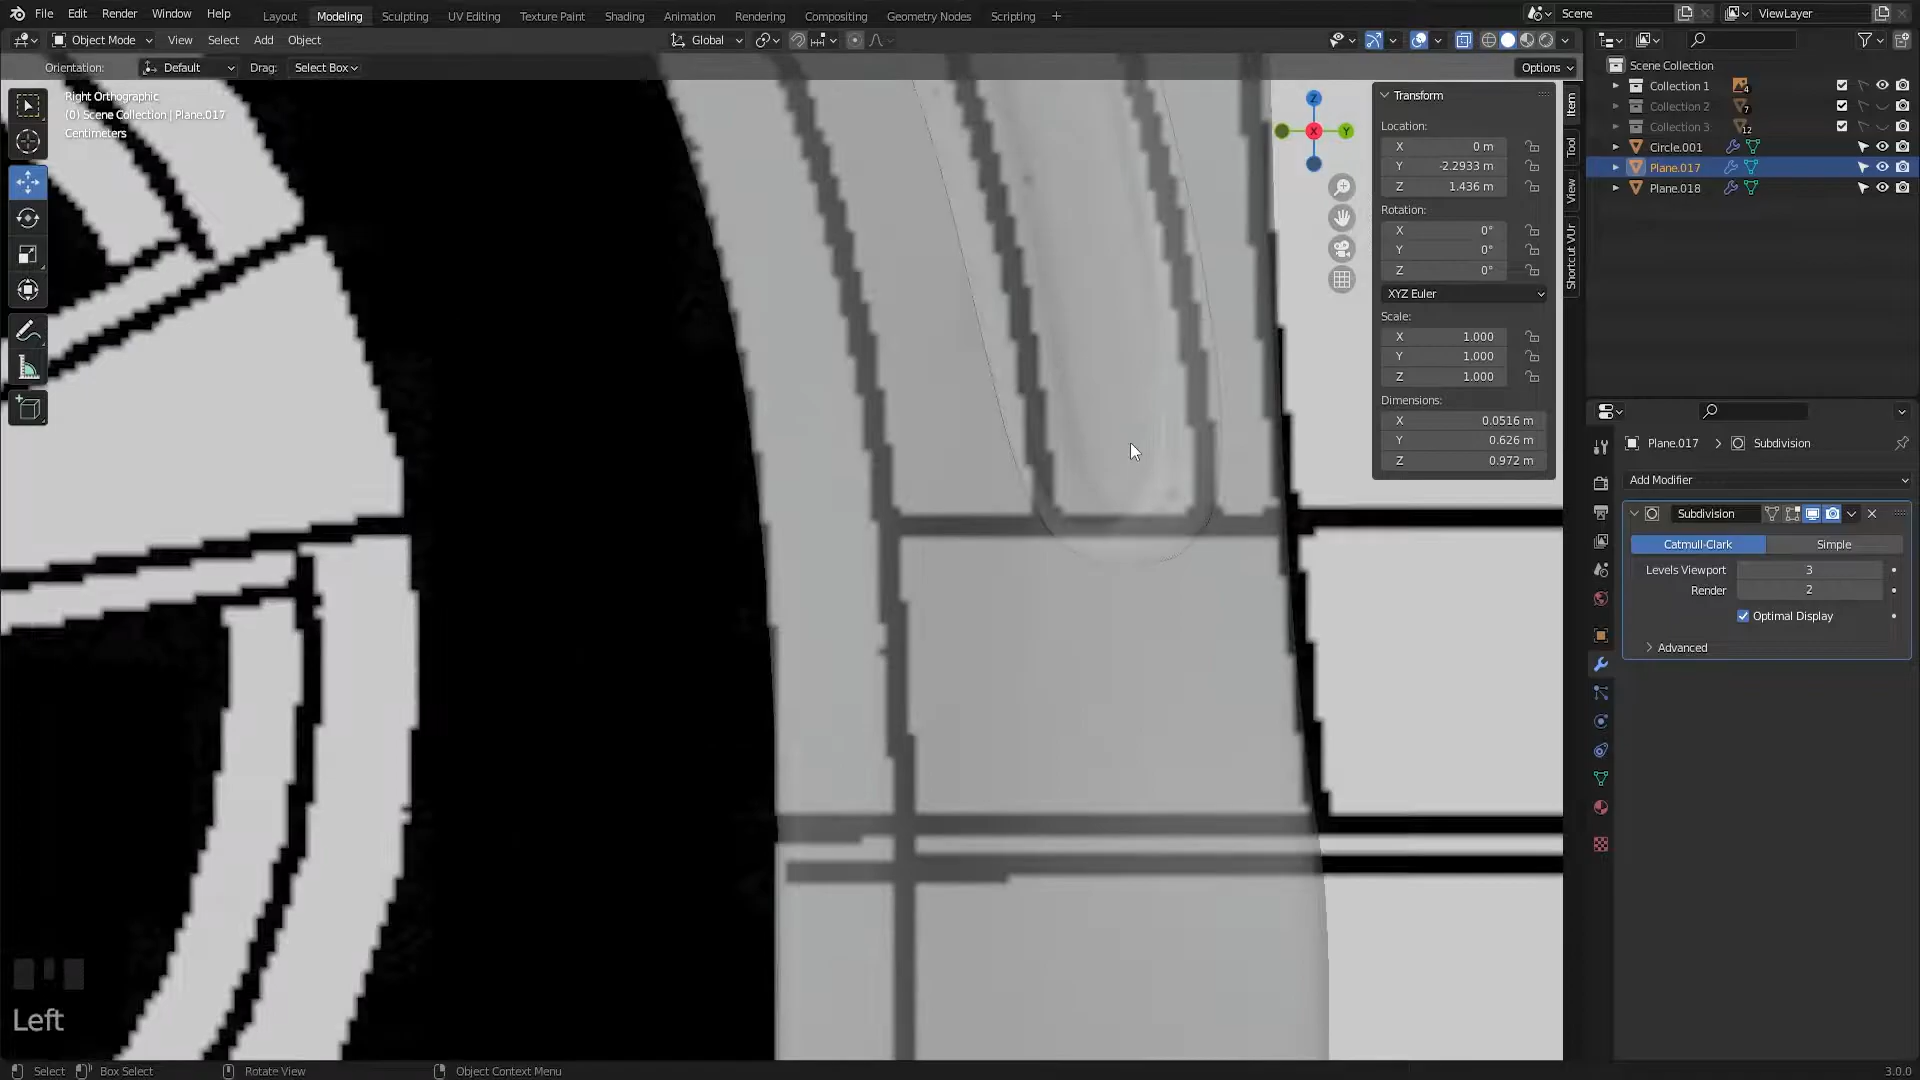 File Edit Render Window Help Layout Modeling Sculpting UV Editing Texture Paint Shading Animation Rendering Compositing Geometry Nodes Scripting + Scene ViewLayer
Object Mode View Select Add Object Global
Orientation: Default Drag: Select Box Options
Right Orthographic
(0) Scene Collection | Plane.017
Centimeters
Z
Y
X
Transform
Location:
X 0 m
Y -2.2933 m
Z 1.436 m
Rotation:
X 0°
Y 0°
Z 0°
XYZ Euler
Scale:
X 1.000
Y 1.000
Z 1.000
Dimensions:
X 0.0516 m
Y 0.626 m
Z 0.972 m
Item
Tool
View
Shortcut VUr
Scene Collection
Collection 1 4
Collection 2 7
Collection 3 12
Circle.001
Plane.017
Plane.018
Plane.017 > Subdivision
Add Modifier
Subdivision
Catmull-Clark Simple
Levels Viewport 3
Render 2
Optimal Display
Advanced
Left
Select Box Select Rotate View Object Context Menu 3.0.0